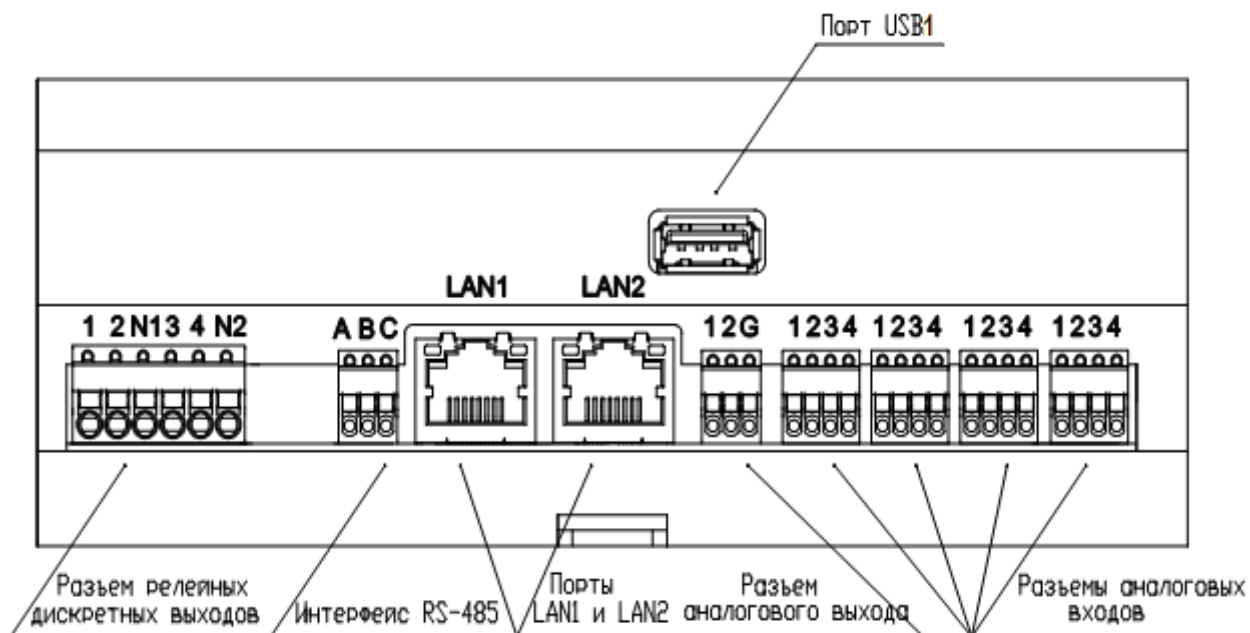 Порт USB1
LAN1 LAN2
1 2 N1 3 4 N2 A B C 1 2 G 1 2 3 4 1 2 3 4 1 2 3 4 1 2 3 4
Разъем релейных
дискретных выходов
Интерфейс RS-485
Порты
LAN1 и LAN2
Разъем
аналогового выхода
Разъемы аналоговых
входов